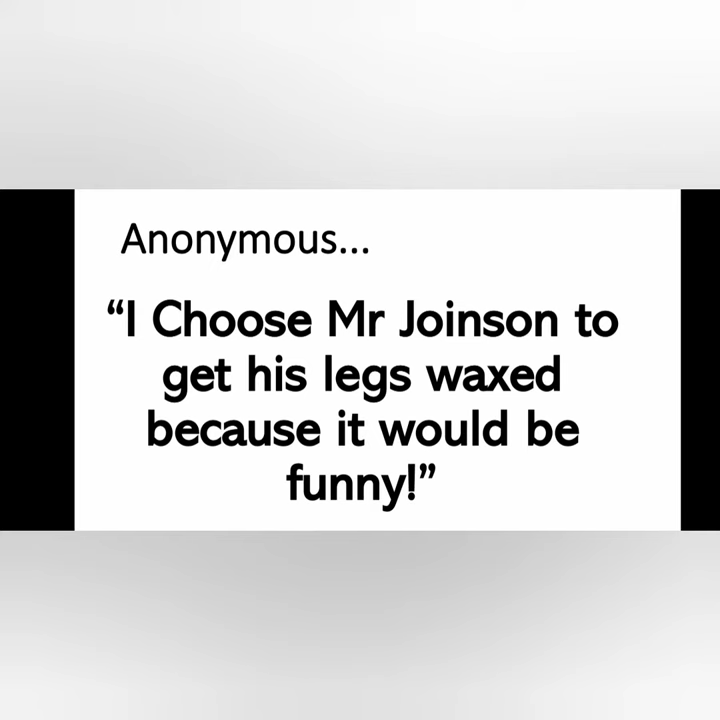 Anonymous...
“I Choose Mr Joinson to
get his legs waxed
because it would be
funny!”